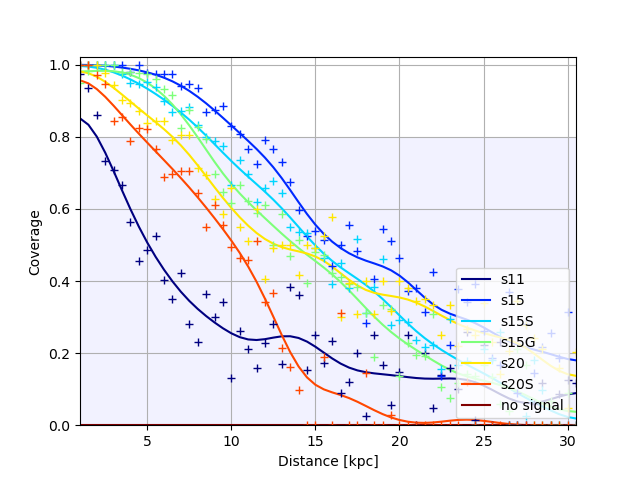 1.0
0.8
0.6
0.4
0.2
0.0
Coverage
s11
s15
s15S
s15G
s20
s20S
no signal
5
10
15
20
25
30
Distance [kpc]